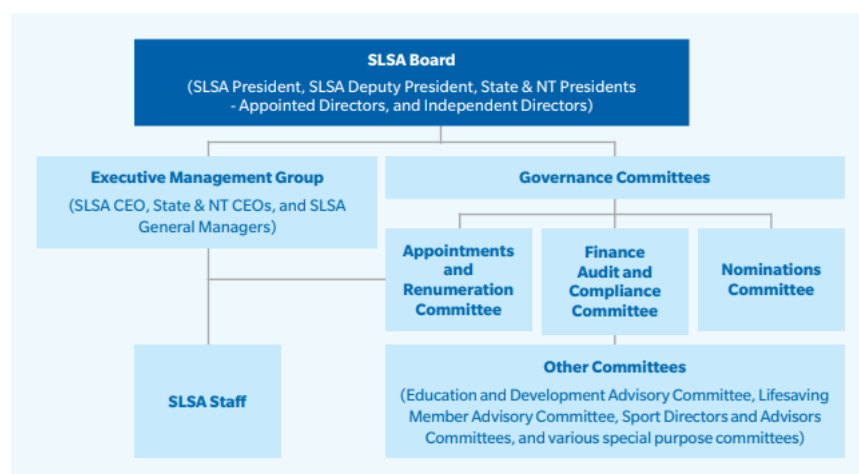 SLSA Board
(SLSA President, SLSA Deputy President, State & NT Presidents
- Appointed Directors, and Independent Directors)
Executive Management Group
(SLSA CEO, State & NT CEOs, and SLSA
General Managers)
Governance Committees
Appointments
and
Renumeration
Committee
Finance
Audit and
Compliance
Committee
Nominations
Committee
SLSA Staff
Other Committees
(Education and Development Advisory Committee, Lifesaving
Member Advisory Committee, Sport Directors and Advisors
Committees, and various special purpose committees)